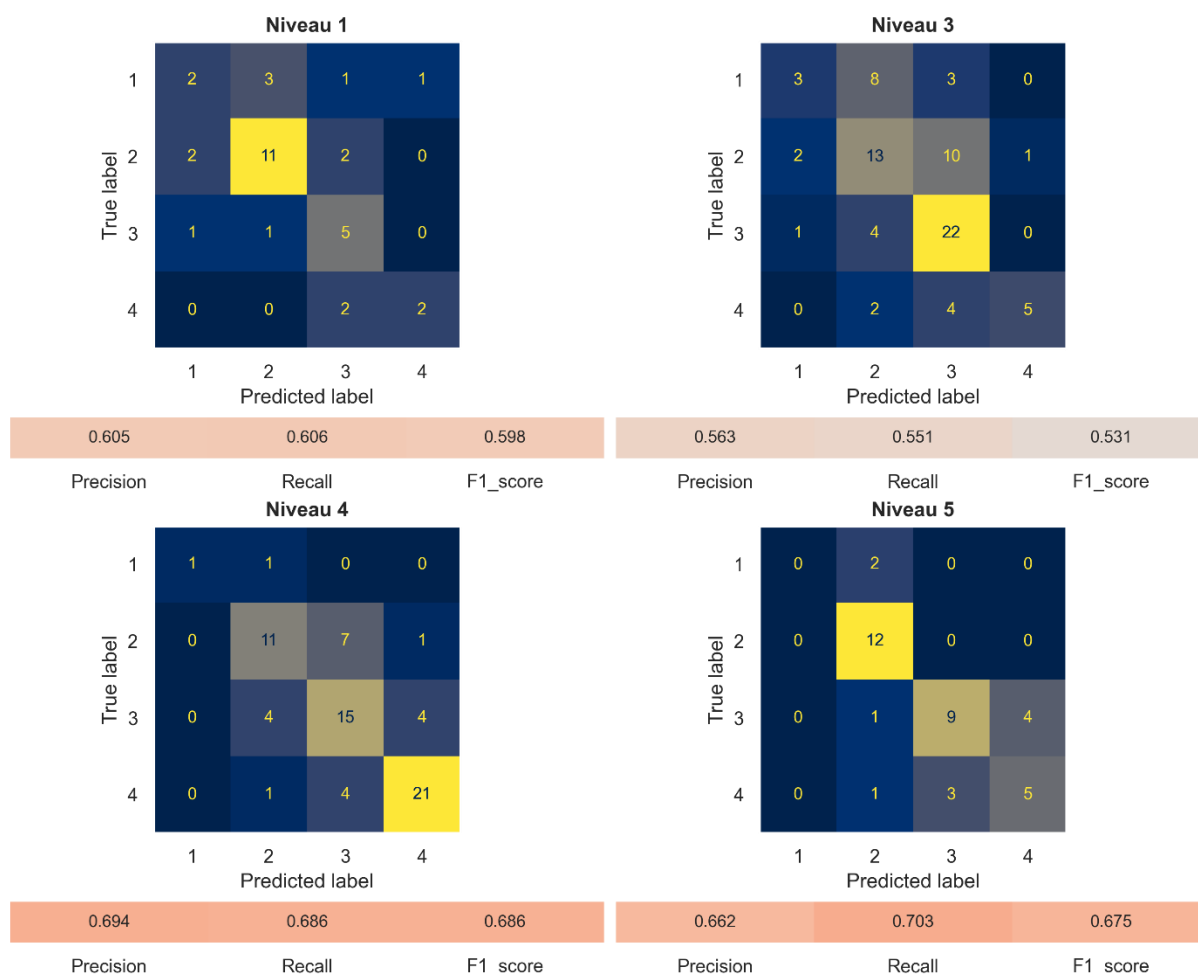 Niveau 1
1 2 3 1 1
2 2 11 2 0
3 1 1 5 0
4 0 0 2 2
True label
1 2 3 4
Predicted label
0.605 0.606 0.598
Precision Recall F1_score
Niveau 3
1 3 8 3 0
2 2 13 10 1
3 1 4 22 0
4 0 2 4 5
True label
1 2 3 4
Predicted label
0.563 0.551 0.531
Precision Recall F1_score
Niveau 4
1 1 1 0 0
2 0 11 7 1
3 0 4 15 4
4 0 1 4 21
True label
1 2 3 4
Predicted label
0.694 0.686 0.686
Precision Recall F1 score
Niveau 5
1 0 2 0 0
2 0 12 0 0
3 0 1 9 4
4 0 1 3 5
True label
1 2 3 4
Predicted label
0.662 0.703 0.675
Precision Recall F1 score